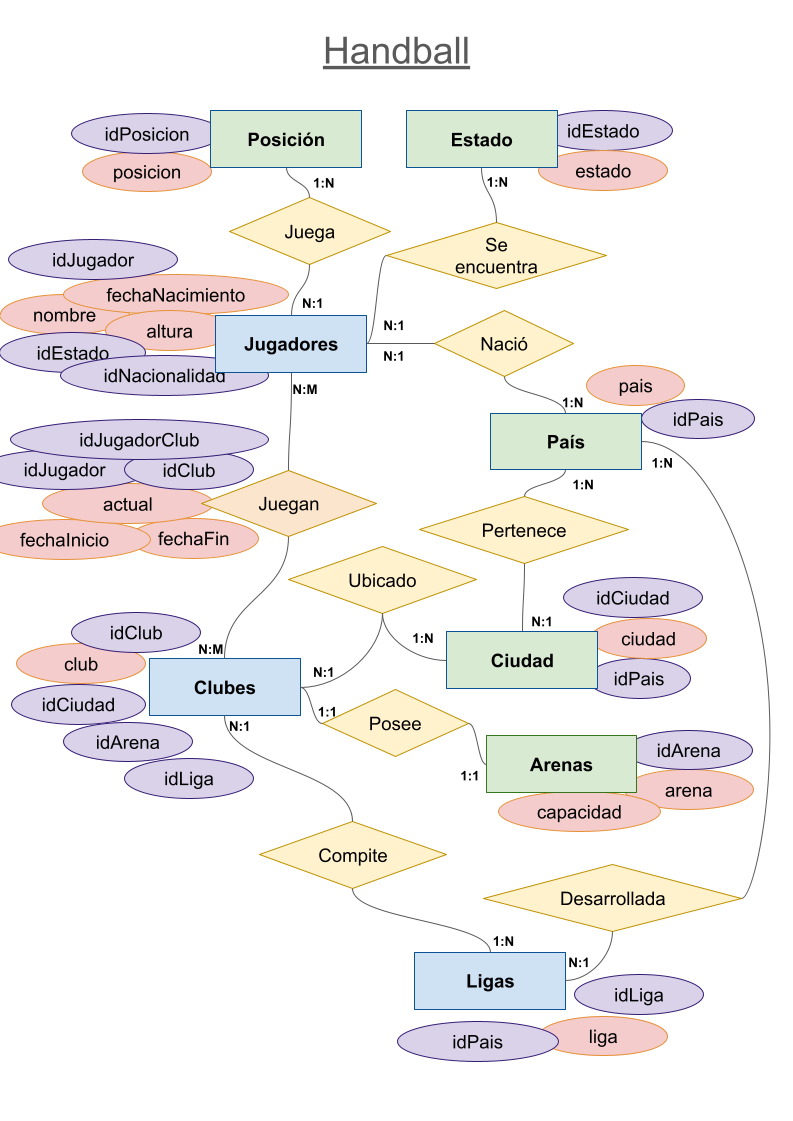 Handball
idPosicion
posicion
Posición
Estado
idEstado
estado
1:N
1:N
Juega
Se
encuentra
idJugador
fechaNacimiento
nombre
altura
idEstado
idNacionalidad
N:1
Jugadores
N:1
N:1
Nació
N:M
1:N
pais
idPais
País
1:N
1:N
idJugadorClub
idJugador
idClub
actual
fechaInicio
fechaFin
Juegan
Pertenece
Ubicado
N:1
1:N
idCiudad
ciudad
idPais
Ciudad
N:M
idClub
club
idCiudad
idArena
idLiga
Clubes
N:1
1:1
N:1
Posee
1:1
Arenas
idArena
arena
capacidad
Compite
Desarrollada
1:N
N:1
Ligas
idLiga
liga
idPais